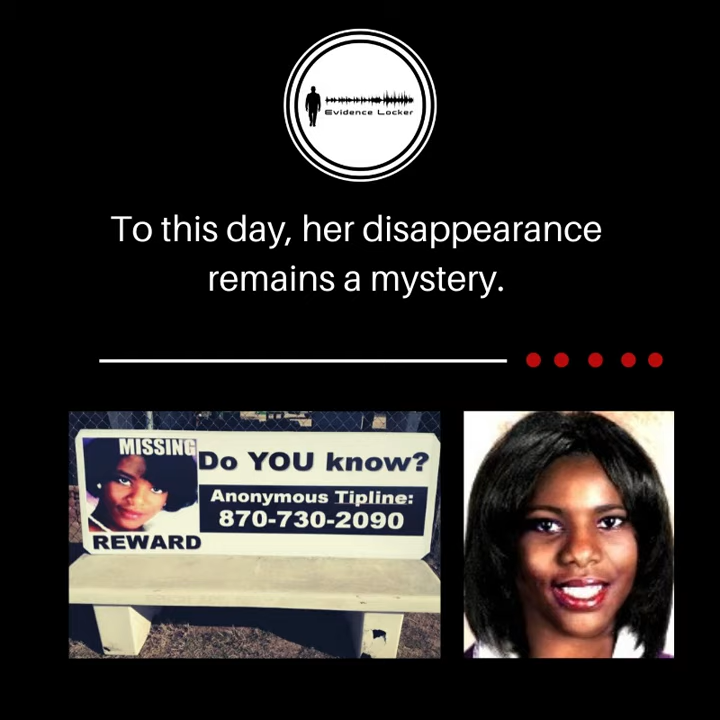 Evidence Locker
To this day, her disappearance
remains a mystery.
MISSING
Do YOU know?
Anonymous Tipline:
870-730-2090
REWARD